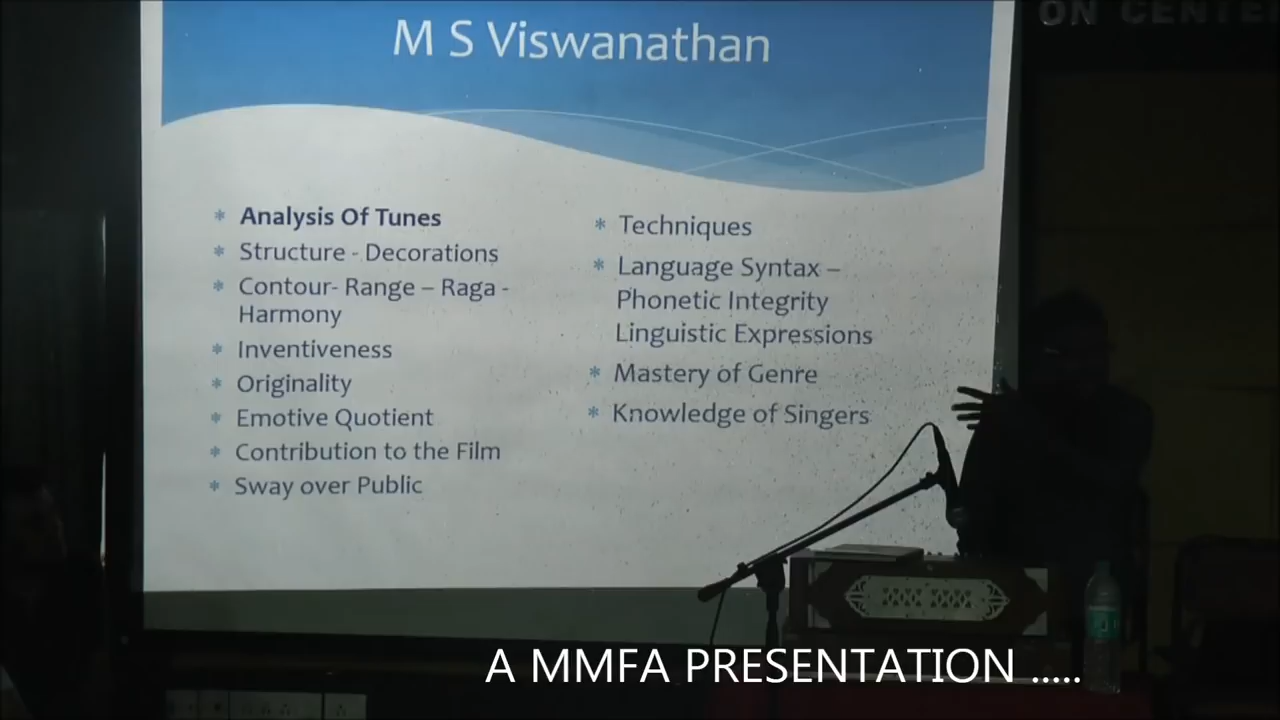 ON CENTE
M S Viswanathan
* Analysis Of Tunes
* Structure - Decorations
* Contour- Range – Raga -
Harmony
* Inventiveness
* Originality
* Emotive Quotient
* Contribution to the Film
* Sway over Public
* Techniques
* Language Syntax –
Phonetic Integrity
Linguistic Expressions
* Mastery of Genre
* Knowledge of Singers
A MMFA PRESENTATION .....